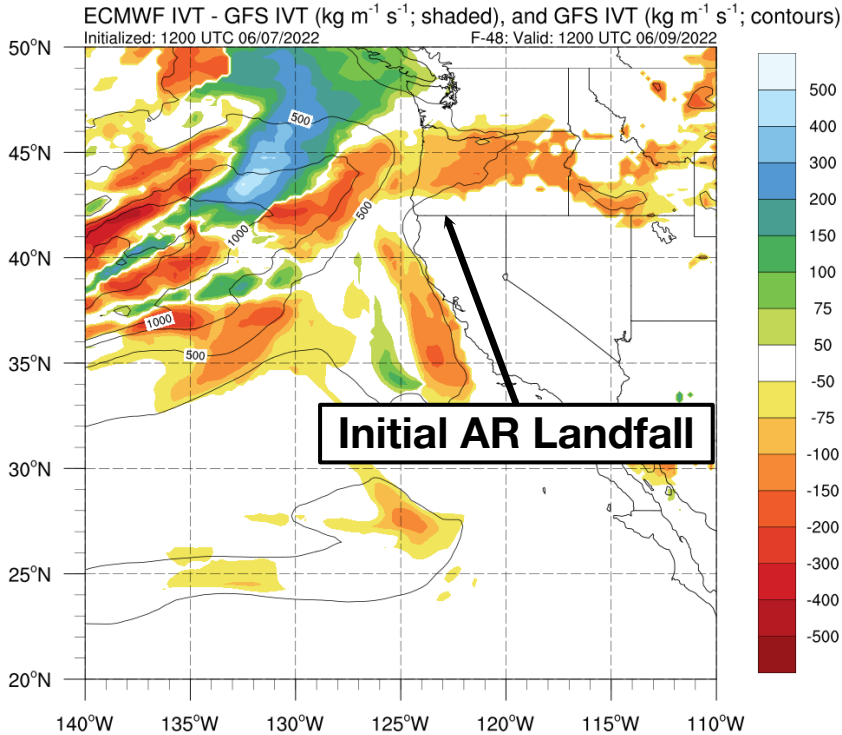 ECMWF IVT - GFS IVT (kg m⁻¹ s⁻¹; shaded), and GFS IVT (kg m⁻¹ s⁻¹; contours)
Initialized: 1200 UTC 06/07/2022 F-48: Valid: 1200 UTC 06/09/2022
50°N
45°N
40°N
35°N
30°N
25°N
20°N
140°W 135°W 130°W 125°W 120°W 115°W 110°W
500
500
1000
1000
500
Initial AR Landfall
500
400
300
200
150
100
75
50
-50
-75
-100
-150
-200
-300
-400
-500